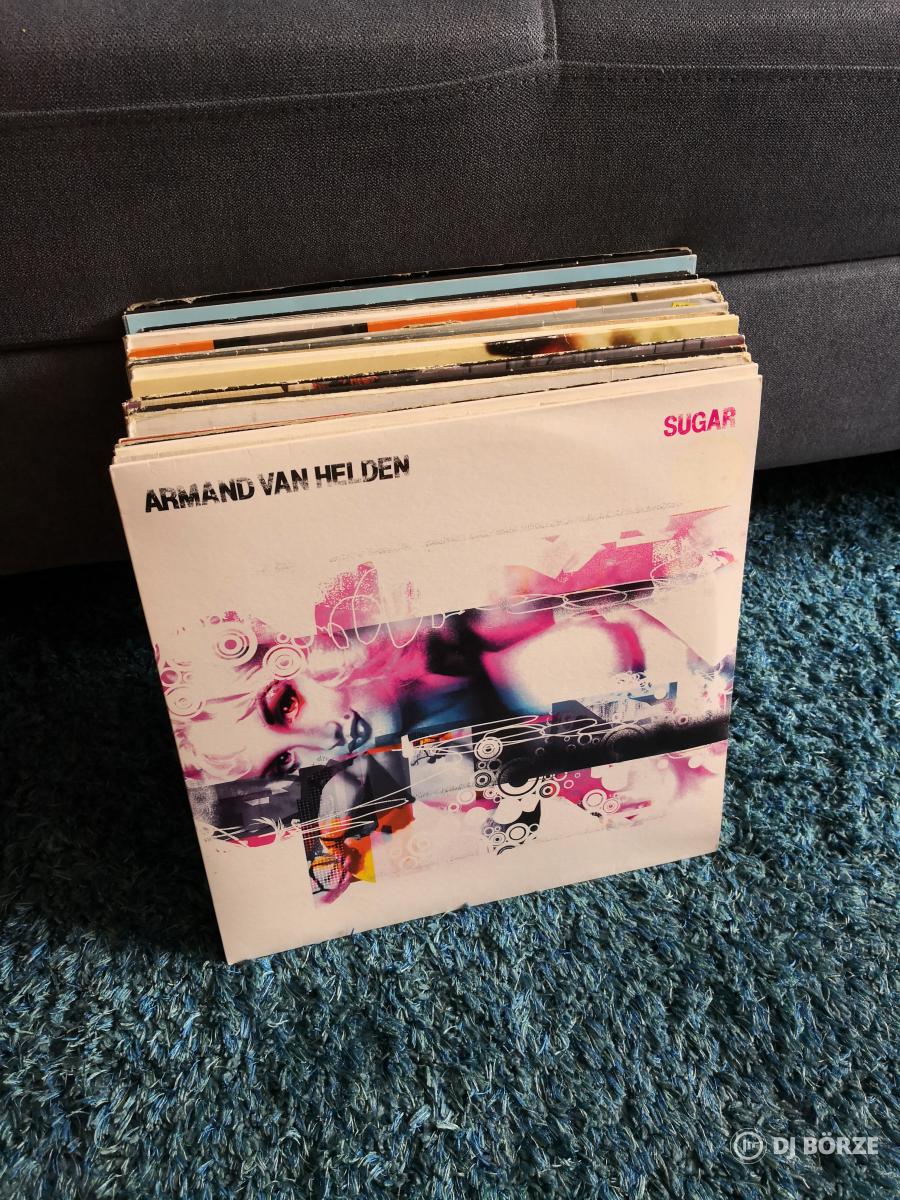 SUGAR
ARMAND VAN HELDEN
DJ BÖRZE